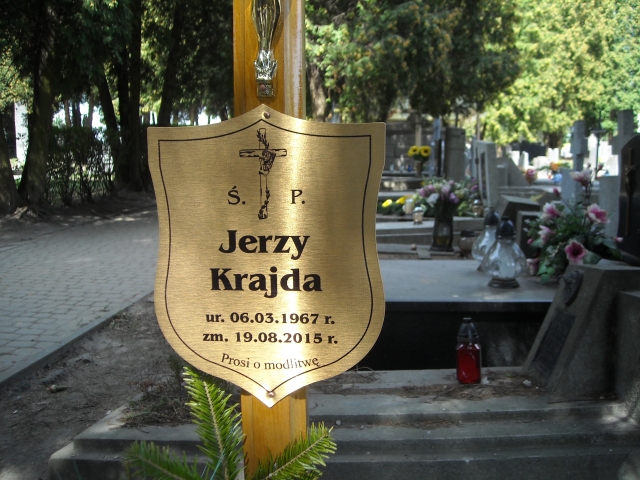 Ś. P.
Jerzy
Krajda
ur. 06.03.1967 r.
zm. 19.08.2015 r.
Prosi o modlitwę